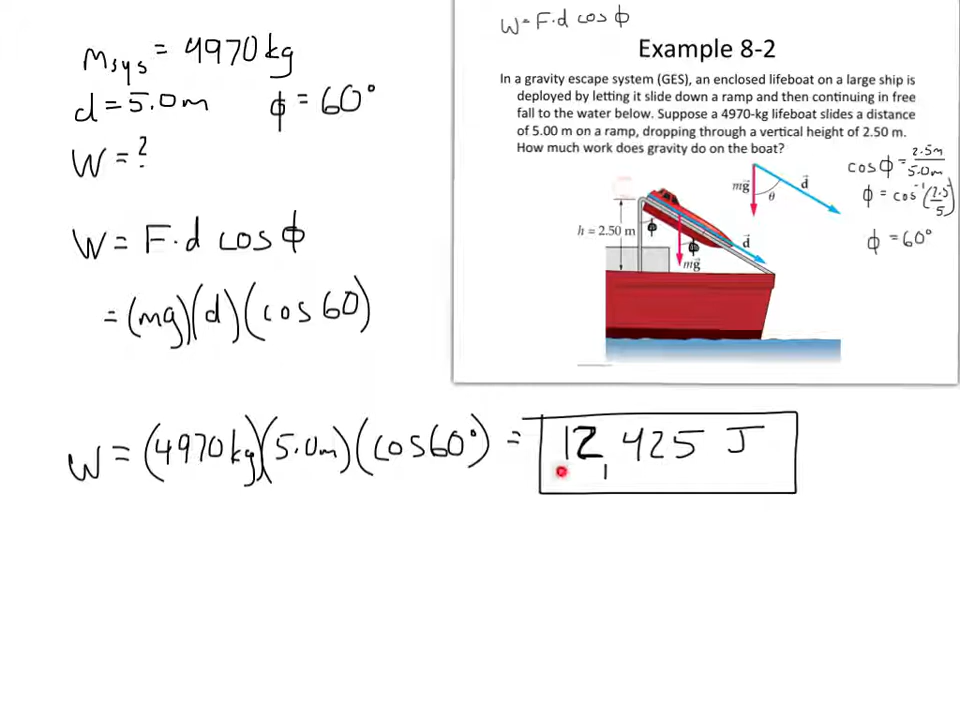 m_sys = 4970 kg
d = 5.0m ϕ = 60°
W = ?
W = F·d cos ϕ
= (mg)(d)(cos 60)
W = (4970 kg)(5.0m)(cos 60°) = 12,425 J
W = F·d cos ϕ
Example 8-2
In a gravity escape system (GES), an enclosed lifeboat on a large ship is
deployed by letting it slide down a ramp and then continuing in free
fall to the water below. Suppose a 4970-kg lifeboat slides a distance
of 5.00 m on a ramp, dropping through a vertical height of 2.50 m.
How much work does gravity do on the boat?
cos ϕ = 2.5m/5.0m
ϕ = cos⁻¹(2.5/5)
ϕ = 60°
mg⃗ θ d⃗
h = 2.50 m ϕ ϕ d⃗
mg⃗